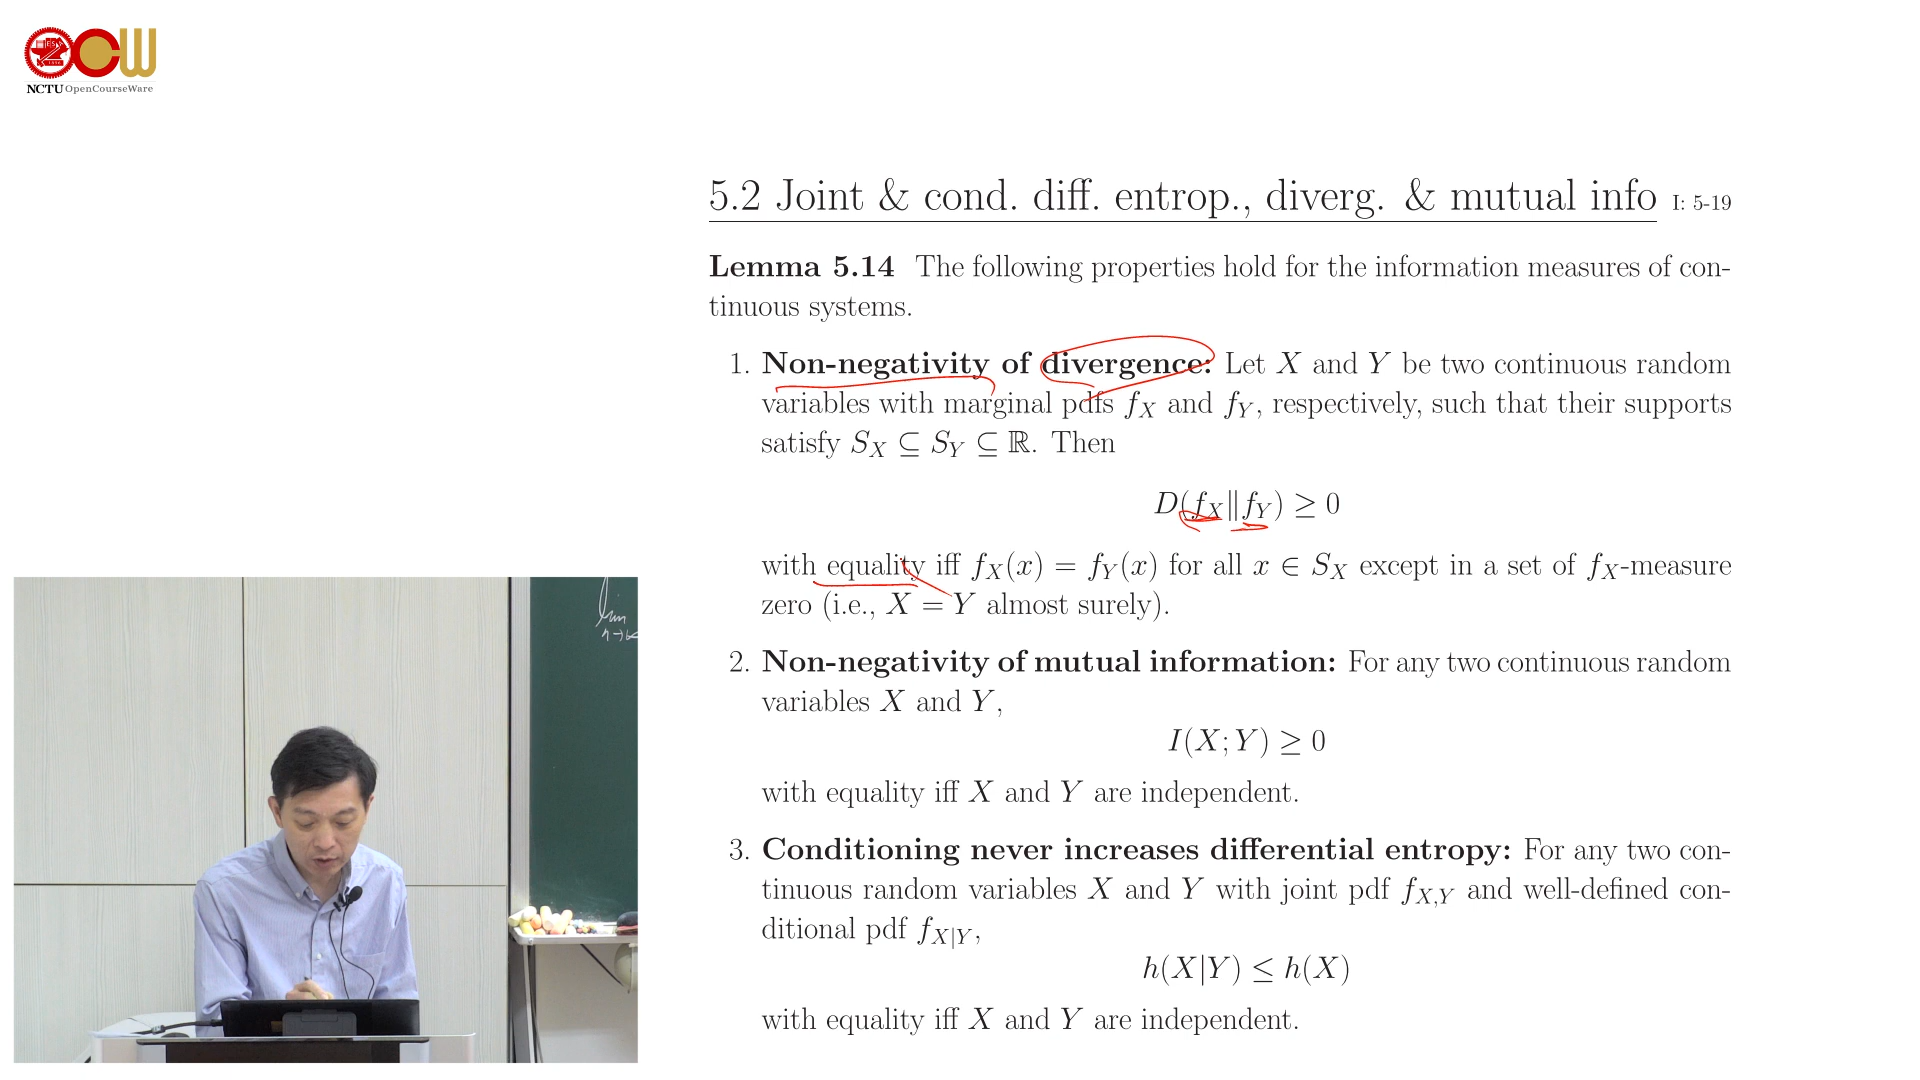 NCTU OpenCourseWare
5.2 Joint & cond. diff. entrop., diverg. & mutual info I: 5-19
Lemma 5.14 The following properties hold for the information measures of con-
tinuous systems.
1. Non-negativity of divergence: Let X and Y be two continuous random
variables with marginal pdfs f_X and f_Y, respectively, such that their supports
satisfy S_X ⊆ S_Y ⊆ ℝ. Then
D(f_X‖f_Y) ≥ 0
with equality iff f_X(x) = f_Y(x) for all x ∈ S_X except in a set of f_X-measure
zero (i.e., X = Y almost surely).
2. Non-negativity of mutual information: For any two continuous random
variables X and Y,
I(X; Y) ≥ 0
with equality iff X and Y are independent.
3. Conditioning never increases differential entropy: For any two con-
tinuous random variables X and Y with joint pdf f_{X,Y} and well-defined con-
ditional pdf f_{X|Y},
h(X|Y) ≤ h(X)
with equality iff X and Y are independent.
lim
n→∞